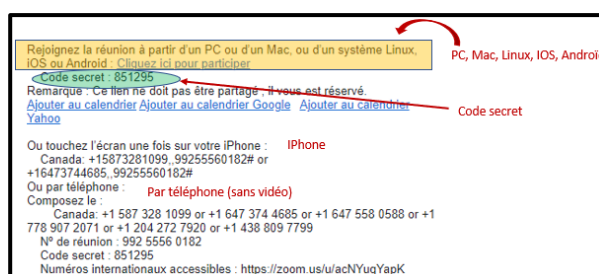 Rejoignez la réunion à partir d'un PC ou d'un Mac, ou d'un système Linux,
iOS ou Android : Cliquez ici pour participer
PC, Mac, Linux, IOS, Androïd
Code secret : 851295
Remarque : Ce lien ne doit pas être partagé ; il vous est réservé.
Code secret
Ajouter au calendrier Ajouter au calendrier Google Ajouter au calendrier
Yahoo
Ou touchez l'écran une fois sur votre iPhone :
IPhone
Canada: +15873281099,,99255560182# or
+16473744685,,99255560182#
Ou par téléphone :
Par téléphone (sans vidéo)
Composez le :
Canada: +1 587 328 1099 or +1 647 374 4685 or +1 647 558 0588 or +1
778 907 2071 or +1 204 272 7920 or +1 438 809 7799
N° de réunion : 992 5556 0182
Code secret : 851295
Numéros internationaux accessibles : https://zoom.us/u/acNYugYapK